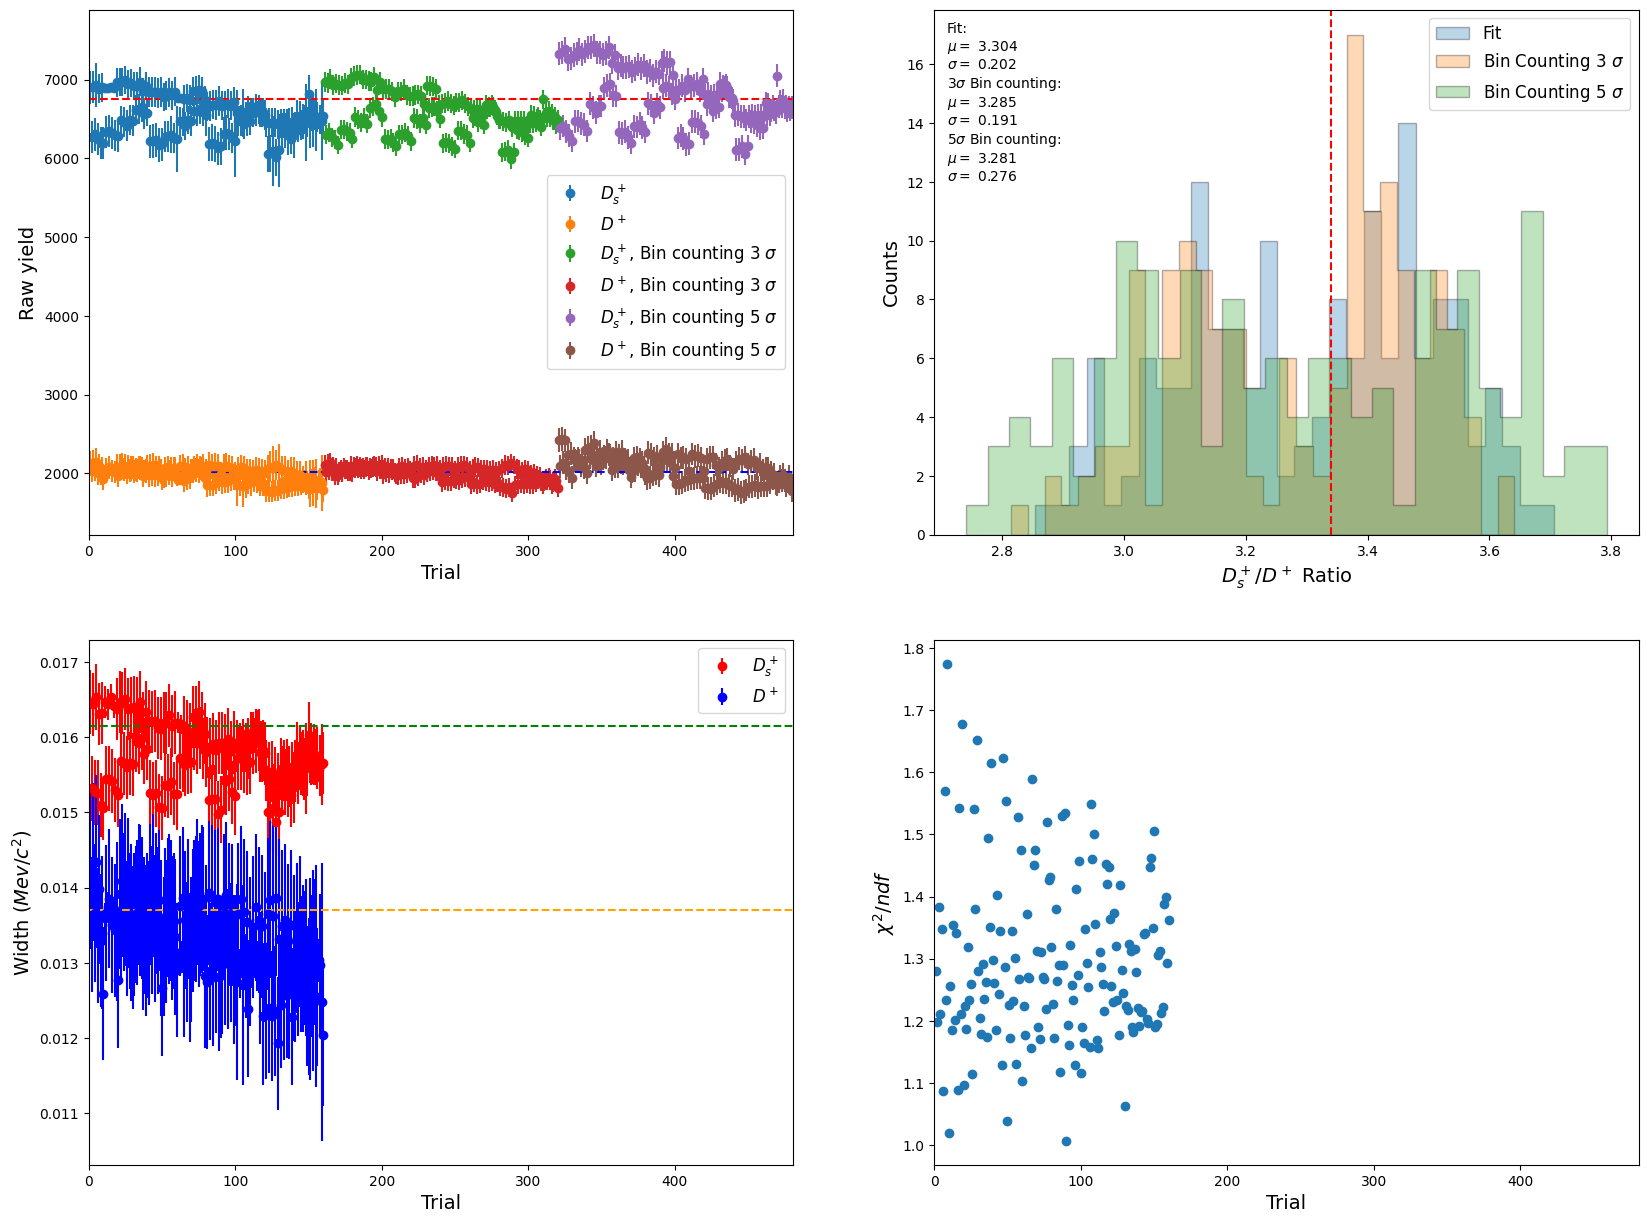 7000
6000
5000
4000
3000
2000
Raw yield
0 100 200 300 400
Trial
D_s^+
D^+
D_s^+, Bin counting 3 σ
D^+, Bin counting 3 σ
D_s^+, Bin counting 5 σ
D^+, Bin counting 5 σ
16
14
12
10
8
6
4
2
0
Counts
2.8 3.0 3.2 3.4 3.6 3.8
D_s^+/D^+ Ratio
Fit:
μ = 3.304
σ = 0.202
3σ Bin counting:
μ = 3.285
σ = 0.191
5σ Bin counting:
μ = 3.281
σ = 0.276
Fit
Bin Counting 3 σ
Bin Counting 5 σ
0.017
0.016
0.015
0.014
0.013
0.012
0.011
Width (Mev/c^2)
0 100 200 300 400
Trial
D_s^+
D^+
1.8
1.7
1.6
1.5
1.4
1.3
1.2
1.1
1.0
χ^2/ndf
0 100 200 300 400
Trial